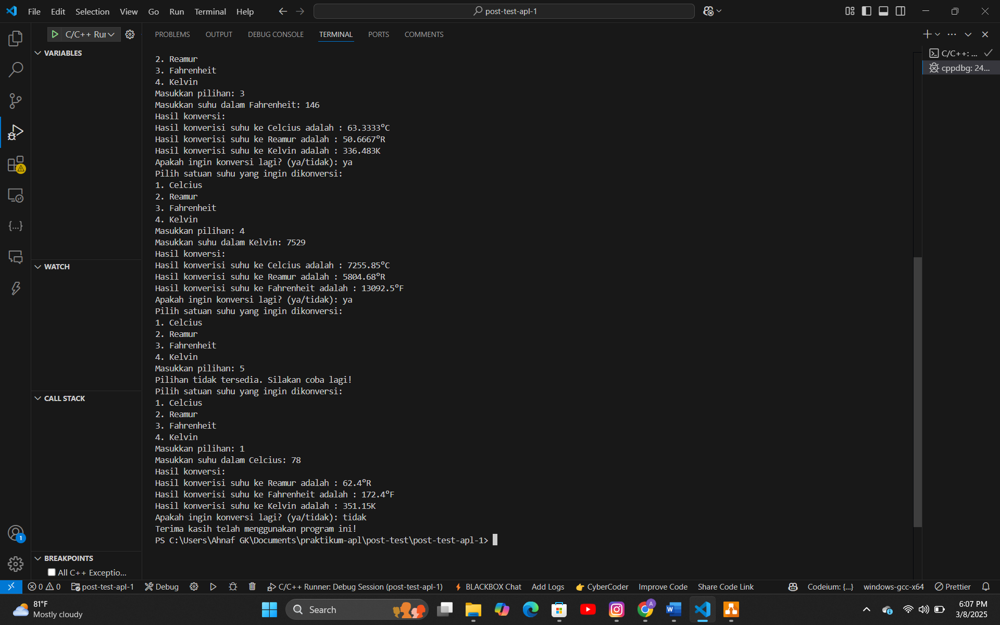 File Edit Selection View Go Run Terminal Help
post-test-apl-1
C/C++ Rur
PROBLEMS OUTPUT DEBUG CONSOLE TERMINAL PORTS COMMENTS
VARIABLES
WATCH
CALL STACK
BREAKPOINTS
All C++ Exceptio...
2. Reamur
3. Fahrenheit
4. Kelvin
Masukkan pilihan: 3
Masukkan suhu dalam Fahrenheit: 146
Hasil konversi:
Hasil konverisi suhu ke Celcius adalah : 63.3333°C
Hasil konverisi suhu ke Reamur adalah : 50.6667°R
Hasil konverisi suhu ke Kelvin adalah : 336.483K
Apakah ingin konversi lagi? (ya/tidak): ya
Pilih satuan suhu yang ingin dikonversi:
1. Celcius
2. Reamur
3. Fahrenheit
4. Kelvin
Masukkan pilihan: 4
Masukkan suhu dalam Kelvin: 7529
Hasil konversi:
Hasil konverisi suhu ke Celcius adalah : 7255.85°C
Hasil konverisi suhu ke Reamur adalah : 5804.68°R
Hasil konverisi suhu ke Fahrenheit adalah : 13092.5°F
Apakah ingin konversi lagi? (ya/tidak): ya
Pilih satuan suhu yang ingin dikonversi:
1. Celcius
2. Reamur
3. Fahrenheit
4. Kelvin
Masukkan pilihan: 5
Pilihan tidak tersedia. Silakan coba lagi!
Pilih satuan suhu yang ingin dikonversi:
1. Celcius
2. Reamur
3. Fahrenheit
4. Kelvin
Masukkan pilihan: 1
Masukkan suhu dalam Celcius: 78
Hasil konversi:
Hasil konverisi suhu ke Reamur adalah : 62.4°R
Hasil konverisi suhu ke Fahrenheit adalah : 172.4°F
Hasil konverisi suhu ke Kelvin adalah : 351.15K
Apakah ingin konversi lagi? (ya/tidak): tidak
Terima kasih telah menggunakan program ini!
PS C:\Users\Ahnaf GK\Documents\praktikum-apl\post-test\post-test-apl-1>
C/C++: ...
cppdbg: 24...
1
0 0 post-test-apl-1 Debug C/C++ Runner: Debug Session (post-test-apl-1) BLACKBOX Chat Add Logs CyberCoder Improve Code Share Code Link Codeium: {...} windows-gcc-x64 Prettier
81°F
Mostly cloudy
Search
A
6:07 PM
3/8/2025